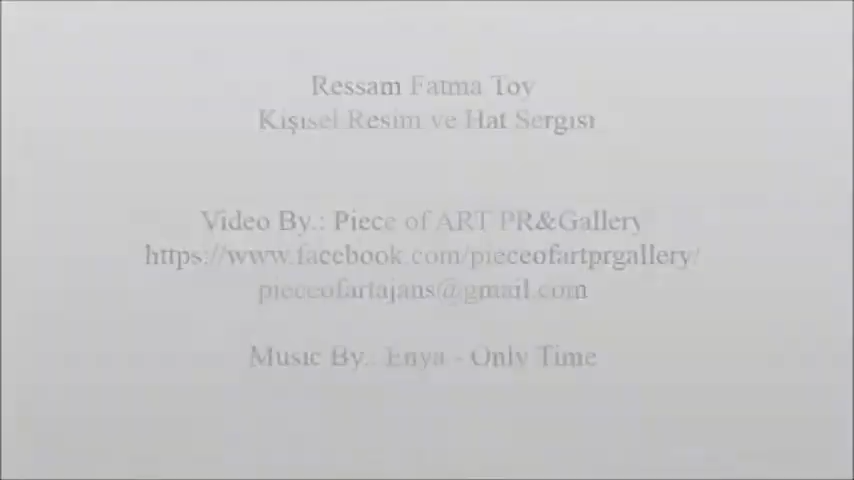 Ressam Fatma Toy
Kişisel Resim ve Hat Sergisi
Video By.: Piece of ART PR&Gallery
https://www.facebook.com/pieceofartprgallery/
pieceofartajans@gmail.com
Music By.: Enya - Only Time